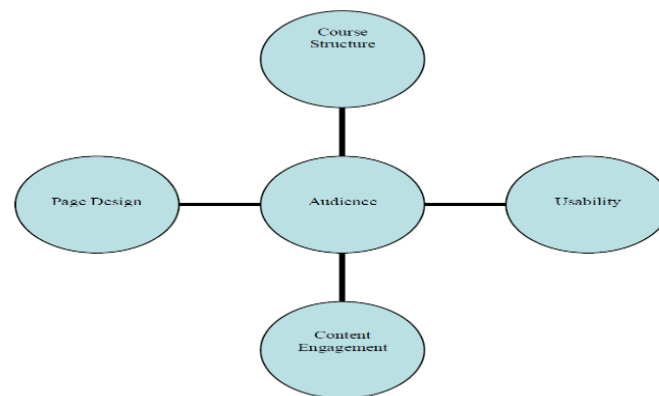 Course
Structure
Page Design
Audience
Usability
Content
Engagement